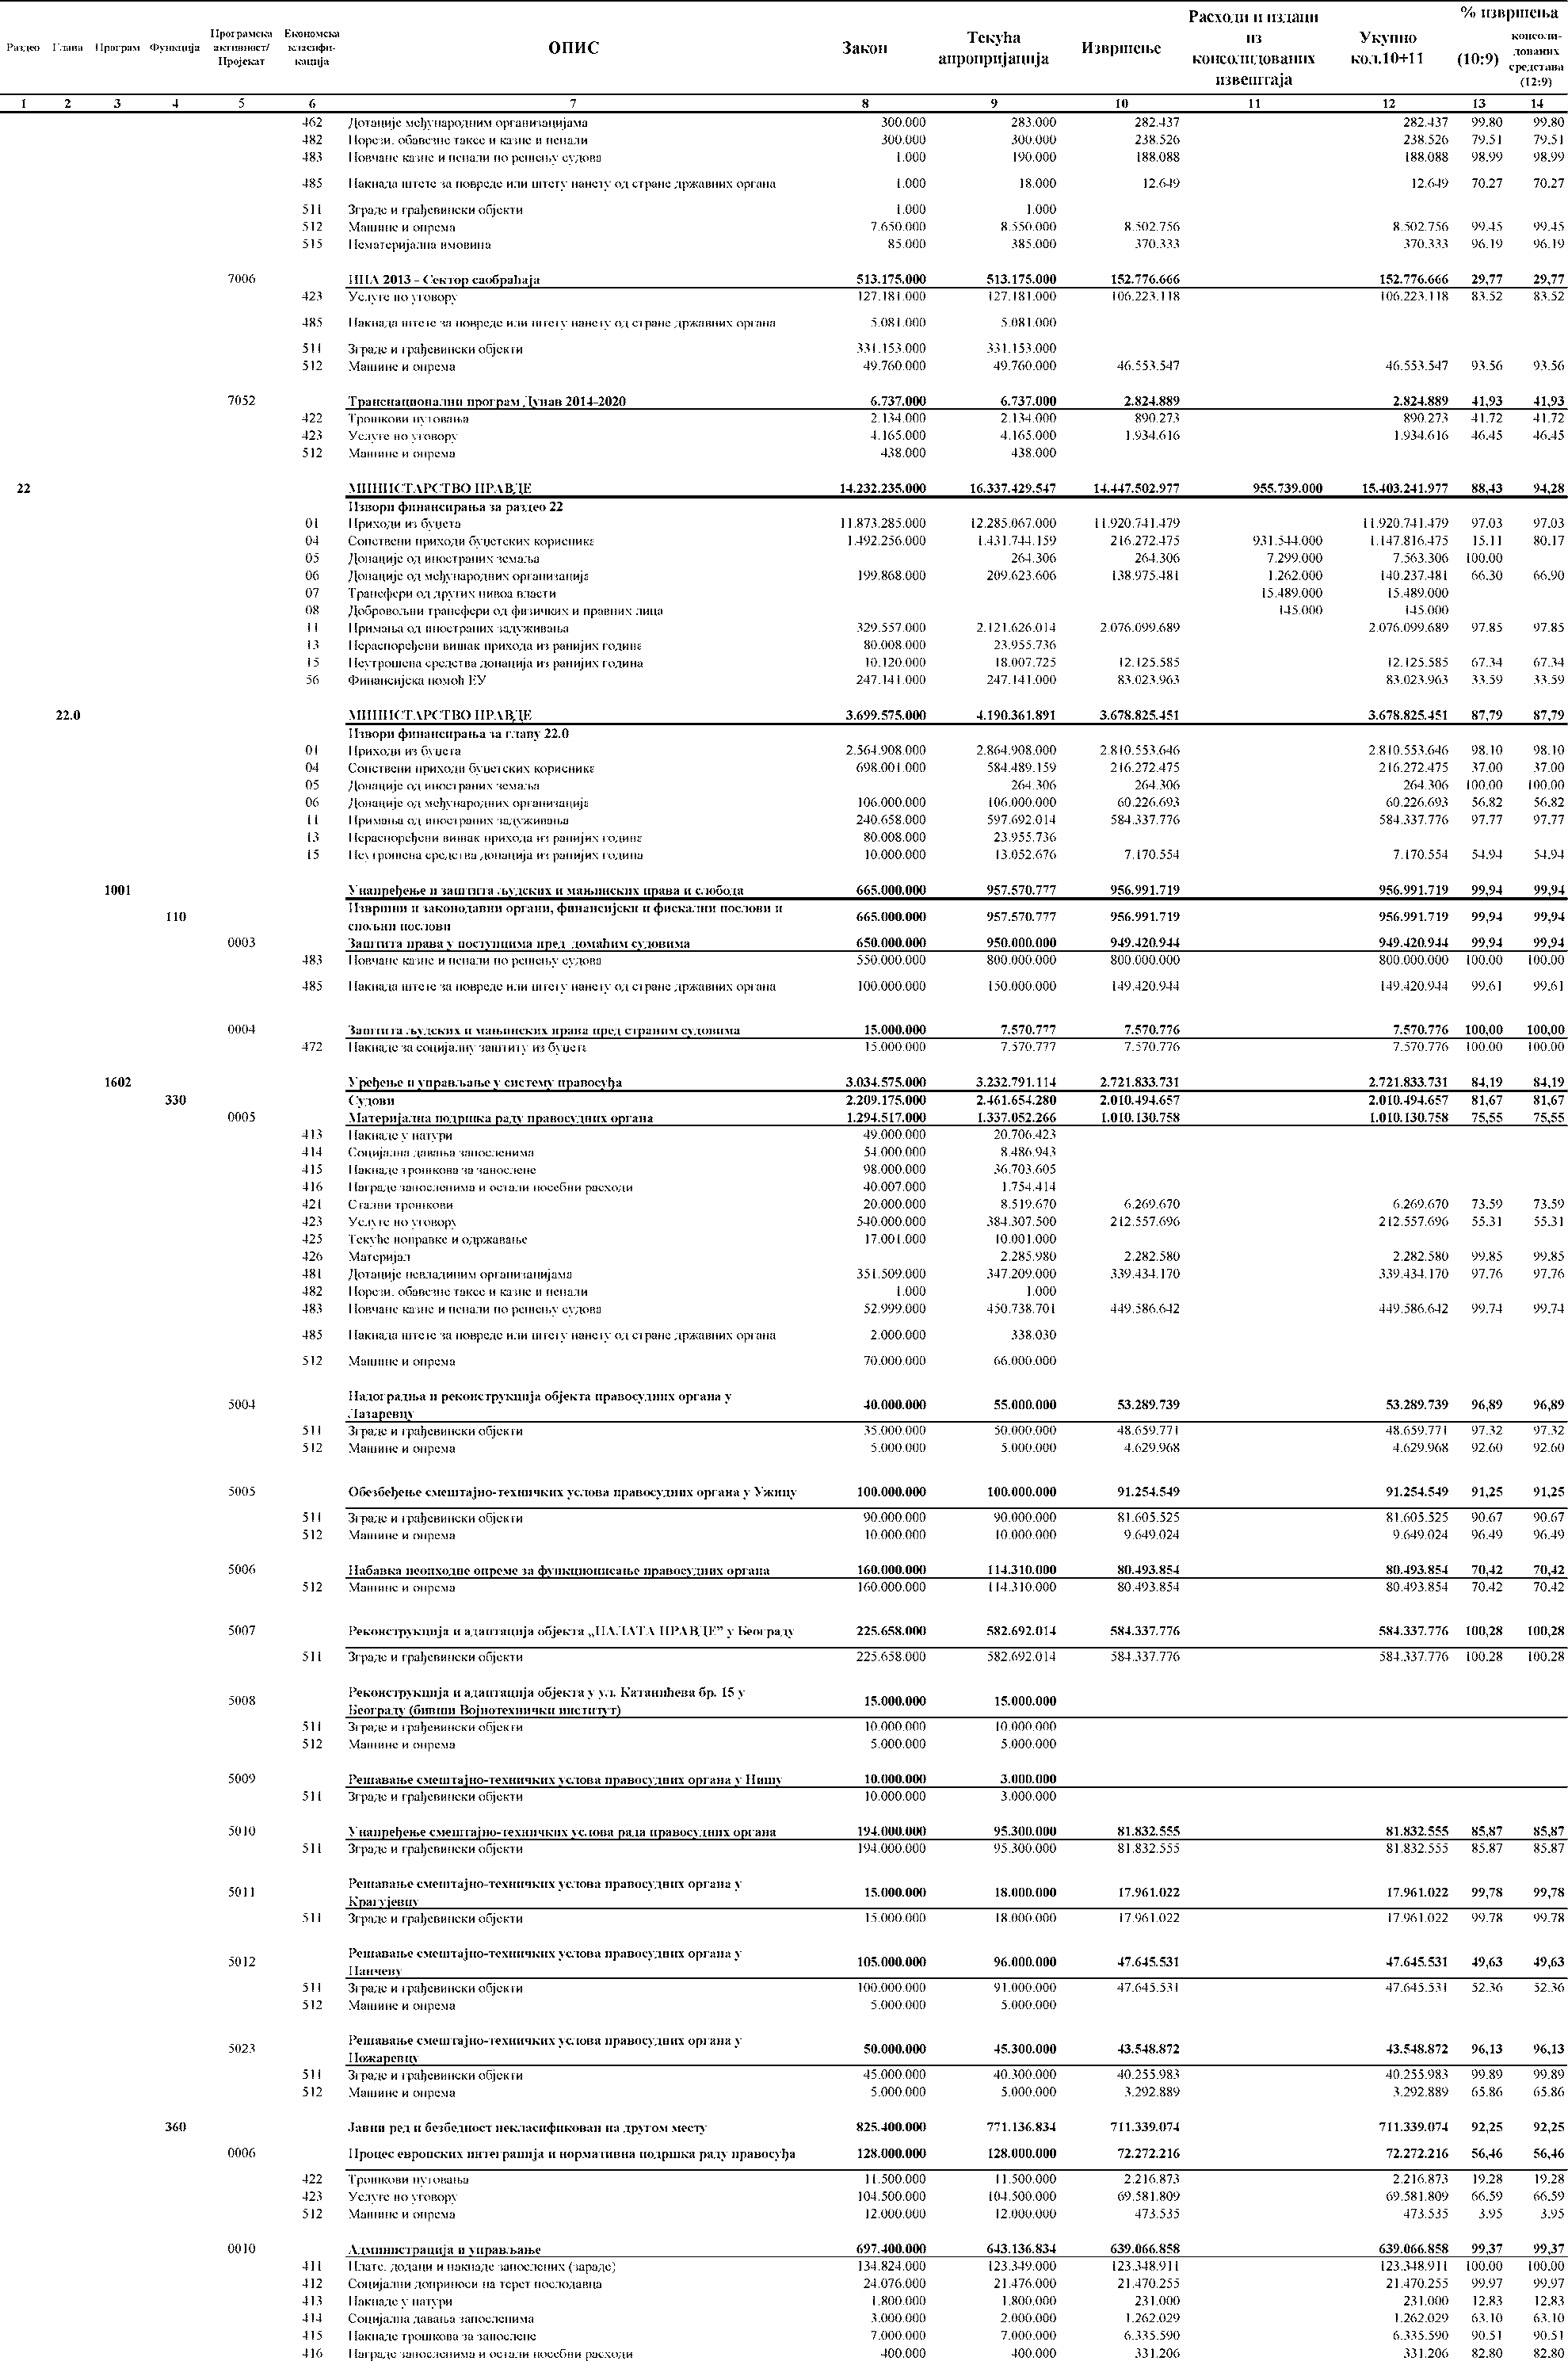 Раздео Глава Програм Функција Програмска активност/ Пројекат Економска класифи-кација ОПИС Закон Текућа апропријација Извршење Расходи и издаци из консолидованих извештаја Укупно кол.10+11 % извршења (10:9) консоли-дованих средстава (12:9)
1 2 3 4 5 6 7 8 9 10 11 12 13 14
462 Дотације међународним организацијама 300.000 283.000 282.437 282.437 99.80 99.80
482 Порези, обавезне таксе и казне и пенали 300.000 300.000 238.526 238.526 79.51 79.51
483 Новчане казне и пенали по решењу судова 1.000 190.000 188.088 188.088 98.99 98.99
485 Накнада штете за повреде или штету нанету од стране државних органа 1.000 18.000 12.649 12.649 70.27 70.27
511 Зграде и грађевински објекти 1.000 1.000
512 Машине и опрема 7.650.000 8.550.000 8.502.756 8.502.756 99.45 99.45
515 Нематеријална имовина 85.000 385.000 370.333 370.333 96.19 96.19
7006 ИПА 2013 - Сектор саобраћаја 513.175.000 513.175.000 152.776.666 152.776.666 29,77 29,77
423 Услуге по уговору 127.181.000 127.181.000 106.223.118 106.223.118 83.52 83.52
485 Накнада штете за повреде или штету нанету од стране државних органа 5.081.000 5.081.000
511 Зграде и грађевински објекти 331.153.000 331.153.000
512 Машине и опрема 49.760.000 49.760.000 46.553.547 46.553.547 93.56 93.56
7052 Транснационални програм Дунав 2014-2020 6.737.000 6.737.000 2.824.889 2.824.889 41,93 41,93
422 Трошкови путовања 2.134.000 2.134.000 890.273 890.273 41.72 41.72
423 Услуге по уговору 4.165.000 4.165.000 1.934.616 1.934.616 46.45 46.45
512 Машине и опрема 438.000 438.000
22 МИНИСТАРСТВО ПРАВДЕ 14.232.235.000 16.337.429.547 14.447.502.977 955.739.000 15.403.241.977 88,43 94,28
Извори финансирања за раздео 22
01 Приходи из буџета 11.873.285.000 12.285.067.000 11.920.741.479 11.920.741.479 97.03 97.03
04 Сопствени приходи буџетских корисника 1.492.256.000 1.431.744.159 216.272.475 931.544.000 1.147.816.475 15.11 80.17
05 Донације од иностраних земаља 264.306 264.306 7.299.000 7.563.306 100.00
06 Донације од међународних организација 199.868.000 209.623.606 138.975.481 1.262.000 140.237.481 66.30 66.90
07 Трансфери од других нивоа власти 15.489.000 15.489.000
08 Добровољни трансфери од физичких и правних лица 145.000 145.000
11 Примања од иностраних задуживања 329.557.000 2.121.626.014 2.076.099.689 2.076.099.689 97.85 97.85
13 Нераспоређени вишак прихода из ранијих година 80.008.000 23.955.736
15 Неутрошена средства донација из ранијих година 10.120.000 18.007.725 12.125.585 12.125.585 67.34 67.34
56 Финансијска помоћ ЕУ 247.141.000 247.141.000 83.023.963 83.023.963 33.59 33.59
22.0 МИНИСТАРСТВО ПРАВДЕ 3.699.575.000 4.190.361.891 3.678.825.451 3.678.825.451 87,79 87,79
Извори финансирања за главу 22.0
01 Приходи из буџета 2.564.908.000 2.864.908.000 2.810.553.646 2.810.553.646 98.10 98.10
04 Сопствени приходи буџетских корисника 698.001.000 584.489.159 216.272.475 216.272.475 37.00 37.00
05 Донације од иностраних земаља 264.306 264.306 264.306 100.00 100.00
06 Донације од међународних организација 106.000.000 106.000.000 60.226.693 60.226.693 56.82 56.82
11 Примања од иностраних задуживања 240.658.000 597.692.014 584.337.776 584.337.776 97.77 97.77
13 Нераспоређени вишак прихода из ранијих година 80.008.000 23.955.736
15 Неутрошена средства донација из ранијих година 10.000.000 13.052.676 7.170.554 7.170.554 54.94 54.94
1001 Унапређење и заштита људских и мањинских права и слобода 665.000.000 957.570.777 956.991.719 956.991.719 99,94 99,94
110 Извршни и законодавни органи, финансијски и фискални послови и спољни послови 665.000.000 957.570.777 956.991.719 956.991.719 99,94 99,94
0003 Заштита права у поступцима пред домаћим судовима 650.000.000 950.000.000 949.420.944 949.420.944 99,94 99,94
483 Новчане казне и пенали по решењу судова 550.000.000 800.000.000 800.000.000 800.000.000 100.00 100.00
485 Накнада штете за повреде или штету нанету од стране државних органа 100.000.000 150.000.000 149.420.944 149.420.944 99.61 99.61
0004 Заштита људских и мањинских права пред страним судовима 15.000.000 7.570.777 7.570.776 7.570.776 100,00 100,00
472 Накнаде за социјалну заштиту из буџета 15.000.000 7.570.777 7.570.776 7.570.776 100.00 100.00
1602 Уређење и управљање у систему правосуђа 3.034.575.000 3.232.791.114 2.721.833.731 2.721.833.731 84,19 84,19
330 Судови 2.209.175.000 2.461.654.280 2.010.494.657 2.010.494.657 81,67 81,67
0005 Материјална подршка раду правосудних органа 1.294.517.000 1.337.052.266 1.010.130.758 1.010.130.758 75,55 75,55
413 Накнаде у натури 49.000.000 20.706.423
414 Социјална давања запосленима 54.000.000 8.486.943
415 Накнаде трошкова за запослене 98.000.000 36.703.605
416 Награде запосленима и остали посебни расходи 40.007.000 1.754.414
421 Стални трошкови 20.000.000 8.519.670 6.269.670 6.269.670 73.59 73.59
423 Услуге по уговору 540.000.000 384.307.500 212.557.696 212.557.696 55.31 55.31
425 Текуће поправке и одржавање 17.001.000 10.001.000
426 Материјал 2.285.980 2.282.580 2.282.580 99.85 99.85
481 Дотације невладиним организацијама 351.509.000 347.209.000 339.434.170 339.434.170 97.76 97.76
482 Порези, обавезне таксе и казне и пенали 1.000 1.000
483 Новчане казне и пенали по решењу судова 52.999.000 450.738.701 449.586.642 449.586.642 99.74 99.74
485 Накнада штете за повреде или штету нанету од стране државних органа 2.000.000 338.030
512 Машине и опрема 70.000.000 66.000.000
5004 Надоградња и реконструкција објекта правосудних органа у Лазаревцу 40.000.000 55.000.000 53.289.739 53.289.739 96,89 96,89
511 Зграде и грађевински објекти 35.000.000 50.000.000 48.659.771 48.659.771 97.32 97.32
512 Машине и опрема 5.000.000 5.000.000 4.629.968 4.629.968 92.60 92.60
5005 Обезбеђење смештајно-техничких услова правосудних органа у Ужицу 100.000.000 100.000.000 91.254.549 91.254.549 91,25 91,25
511 Зграде и грађевински објекти 90.000.000 90.000.000 81.605.525 81.605.525 90.67 90.67
512 Машине и опрема 10.000.000 10.000.000 9.649.024 9.649.024 96.49 96.49
5006 Набавка неопходне опреме за функционисање правосудних органа 160.000.000 114.310.000 80.493.854 80.493.854 70,42 70,42
512 Машине и опрема 160.000.000 114.310.000 80.493.854 80.493.854 70.42 70.42
5007 Реконструкција и адаптација објекта „ПАЛАТА ПРАВДЕ” у Београду 225.658.000 582.692.014 584.337.776 584.337.776 100,28 100,28
511 Зграде и грађевински објекти 225.658.000 582.692.014 584.337.776 584.337.776 100.28 100.28
5008 Реконструкција и адаптација објекта у ул. Катанићева бр. 15 у Београду (бивши Војнотехнички институт) 15.000.000 15.000.000
511 Зграде и грађевински објекти 10.000.000 10.000.000
512 Машине и опрема 5.000.000 5.000.000
5009 Решавање смештајно-техничких услова правосудних органа у Нишу 10.000.000 3.000.000
511 Зграде и грађевински објекти 10.000.000 3.000.000
5010 Унапређење смештајно-техничких услова рада правосудних органа 194.000.000 95.300.000 81.832.555 81.832.555 85,87 85,87
511 Зграде и грађевински објекти 194.000.000 95.300.000 81.832.555 81.832.555 85.87 85.87
5011 Решавање смештајно-техничких услова правосудних органа у Крагујевцу 15.000.000 18.000.000 17.961.022 17.961.022 99,78 99,78
511 Зграде и грађевински објекти 15.000.000 18.000.000 17.961.022 17.961.022 99.78 99.78
5012 Решавање смештајно-техничких услова правосудних органа у Панчеву 105.000.000 96.000.000 47.645.531 47.645.531 49,63 49,63
511 Зграде и грађевински објекти 100.000.000 91.000.000 47.645.531 47.645.531 52.36 52.36
512 Машине и опрема 5.000.000 5.000.000
5023 Решавање смештајно-техничких услова правосудних органа у Пожаревцу 50.000.000 45.300.000 43.548.872 43.548.872 96,13 96,13
511 Зграде и грађевински објекти 45.000.000 40.300.000 40.255.983 40.255.983 99.89 99.89
512 Машине и опрема 5.000.000 5.000.000 3.292.889 3.292.889 65.86 65.86
360 Јавни ред и безбедност некласификован на другом месту 825.400.000 771.136.834 711.339.074 711.339.074 92,25 92,25
0006 Процес европских интеграција и нормативна подршка раду правосуђа 128.000.000 128.000.000 72.272.216 72.272.216 56,46 56,46
422 Трошкови путовања 11.500.000 11.500.000 2.216.873 2.216.873 19.28 19.28
423 Услуге по уговору 104.500.000 104.500.000 69.581.809 69.581.809 66.59 66.59
512 Машине и опрема 12.000.000 12.000.000 473.535 473.535 3.95 3.95
0010 Администрација и управљање 697.400.000 643.136.834 639.066.858 639.066.858 99,37 99,37
411 Плате, додаци и накнаде запослених (зараде) 134.824.000 123.349.000 123.348.911 123.348.911 100.00 100.00
412 Социјални доприноси на терет послодавца 24.076.000 21.476.000 21.470.255 21.470.255 99.97 99.97
413 Накнаде у натури 1.800.000 1.800.000 231.000 231.000 12.83 12.83
414 Социјална давања запосленима 3.000.000 2.000.000 1.262.029 1.262.029 63.10 63.10
415 Накнаде трошкова за запослене 7.000.000 7.000.000 6.335.590 6.335.590 90.51 90.51
416 Награде запосленима и остали посебни расходи 400.000 400.000 331.206 331.206 82.80 82.80